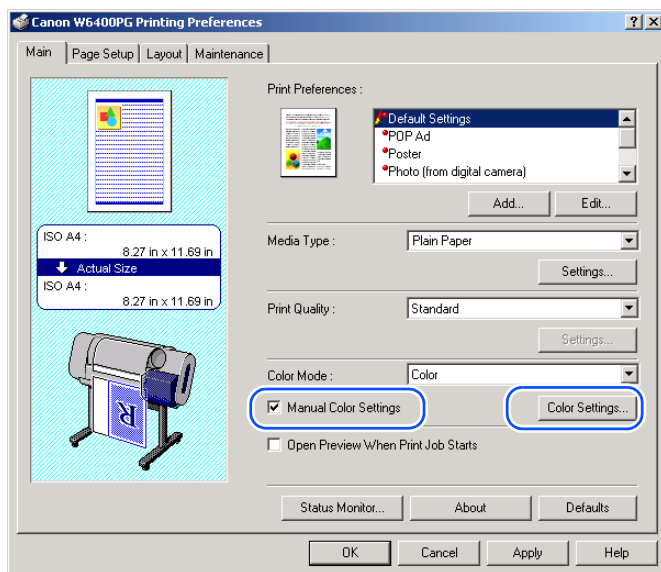 Canon W6400PG Printing Preferences
Main Page Setup Layout Maintenance
Print Preferences :
Default Settings
POP Ad
Poster
Photo (from digital camera)
Add... Edit...
ISO A4 :
8.27 in x 11.69 in
Actual Size
ISO A4 :
8.27 in x 11.69 in
Media Type : Plain Paper
Settings...
Print Quality : Standard
Settings...
Color Mode : Color
Manual Color Settings Color Settings...
Open Preview When Print Job Starts
Status Monitor... About Defaults
OK Cancel Apply Help